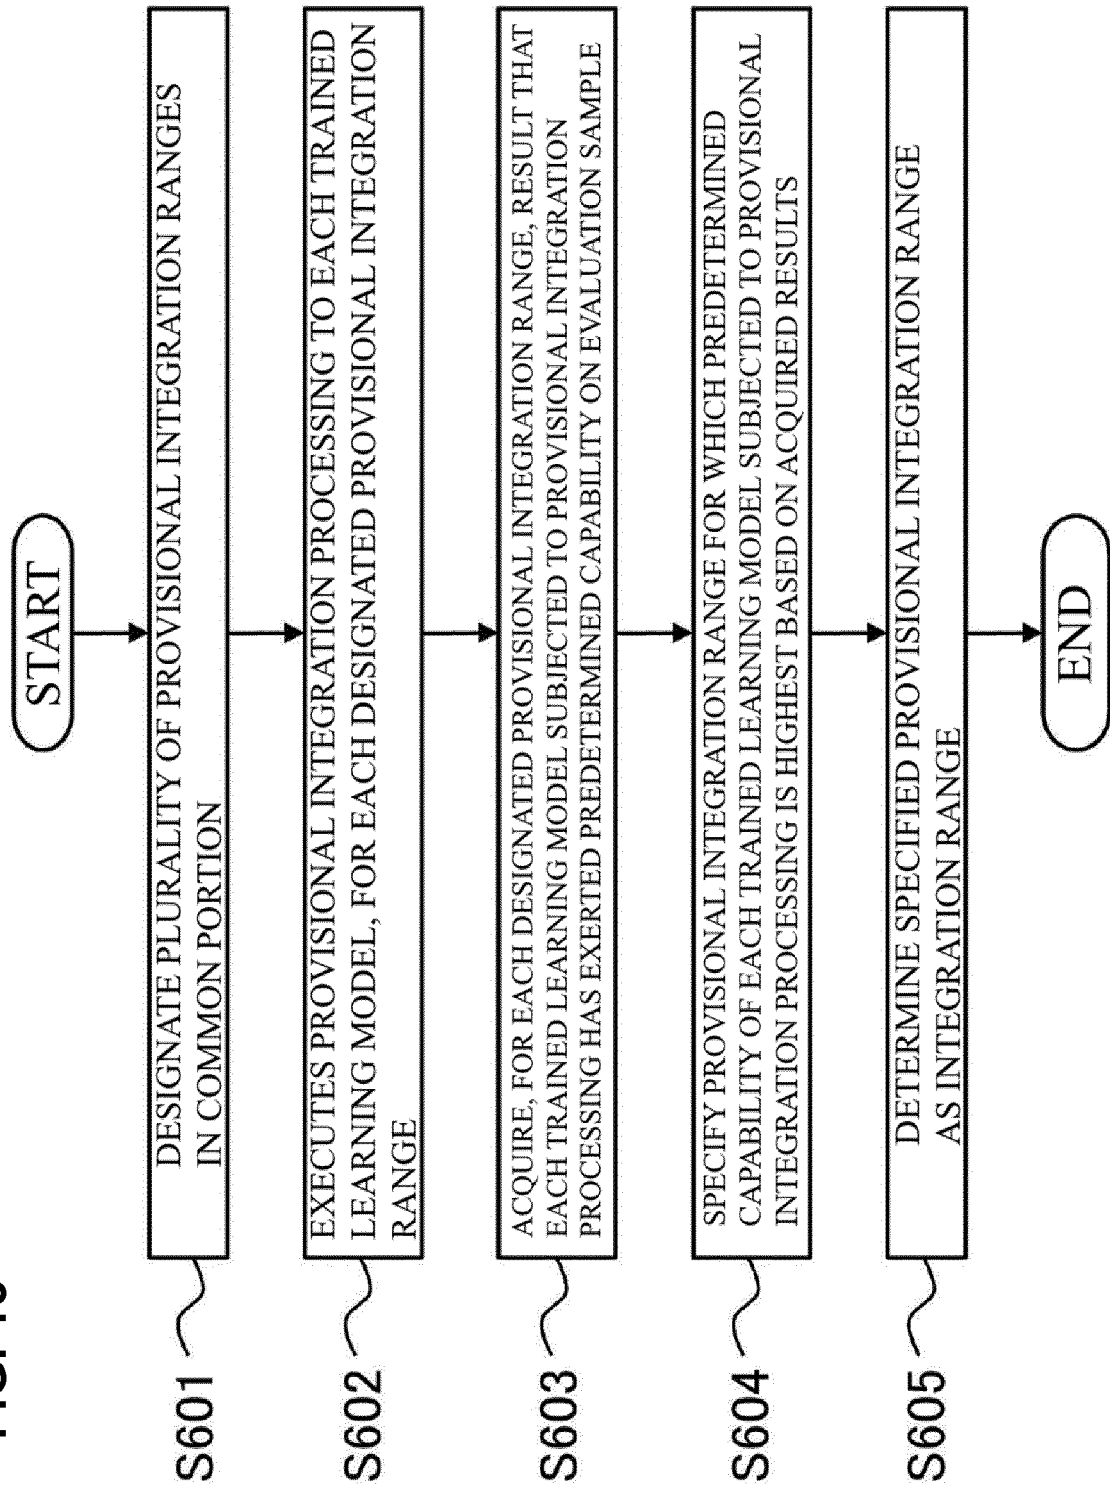 START
S601
DESIGNATE PLURALITY OF PROVISIONAL INTEGRATION RANGES
IN COMMON PORTION
S602
EXECUTES PROVISIONAL INTEGRATION PROCESSING TO EACH TRAINED
LEARNING MODEL, FOR EACH DESIGNATED PROVISIONAL INTEGRATION
RANGE
S603
ACQUIRE, FOR EACH DESIGNATED PROVISIONAL INTEGRATION RANGE, RESULT THAT
EACH TRAINED LEARNING MODEL SUBJECTED TO PROVISIONAL INTEGRATION
PROCESSING HAS EXERTED PREDETERMINED CAPABILITY ON EVALUATION SAMPLE
S604
SPECIFY PROVISIONAL INTEGRATION RANGE FOR WHICH PREDETERMINED
CAPABILITY OF EACH TRAINED LEARNING MODEL SUBJECTED TO PROVISIONAL
INTEGRATION PROCESSING IS HIGHEST BASED ON ACQUIRED RESULTS
S605
DETERMINE SPECIFIED PROVISIONAL INTEGRATION RANGE
AS INTEGRATION RANGE
END